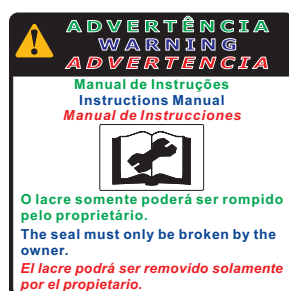 ADVERTÊNCIA
WARNING
ADVERTENCIA
Manual de Instruções
Instructions Manual
Manual de Instrucciones
O lacre somente poderá ser rompido
pelo proprietário.
The seal must only be broken by the
owner.
El lacre podrá ser removido solamente
por el propietario.